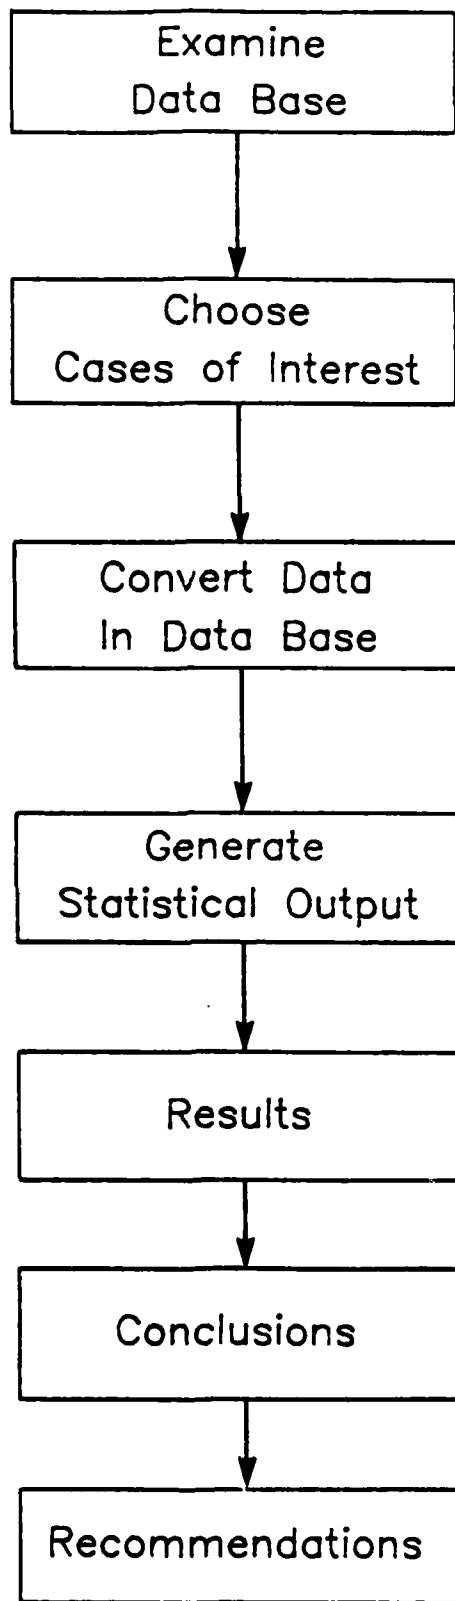 Examine
Data Base
Choose
Cases of Interest
Convert Data
In Data Base
Generate
Statistical Output
Results
Conclusions
Recommendations